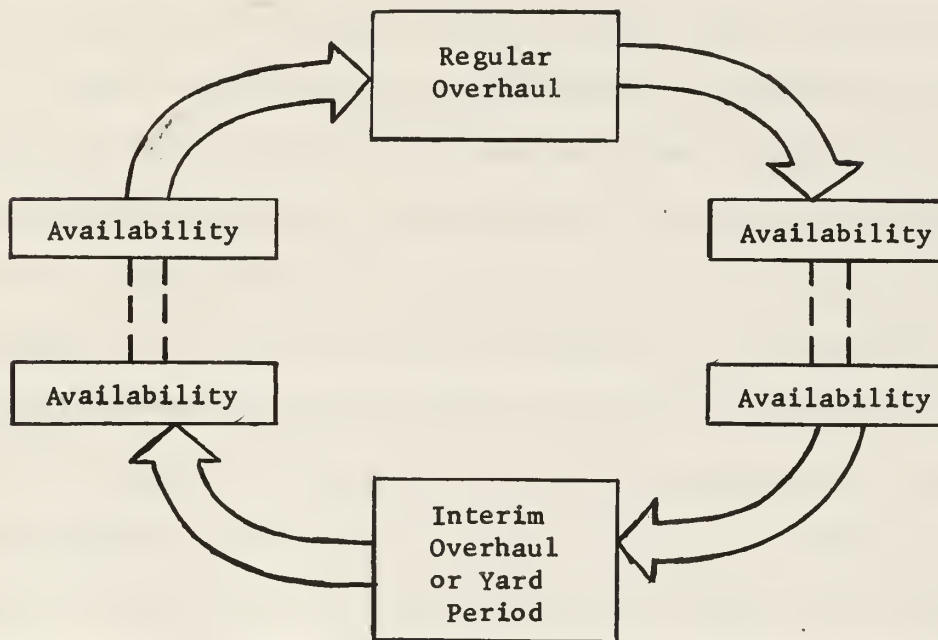 Regular
Overhaul
Availability
Availability
Availability
Availability
Interim
Overhaul
or Yard
Period